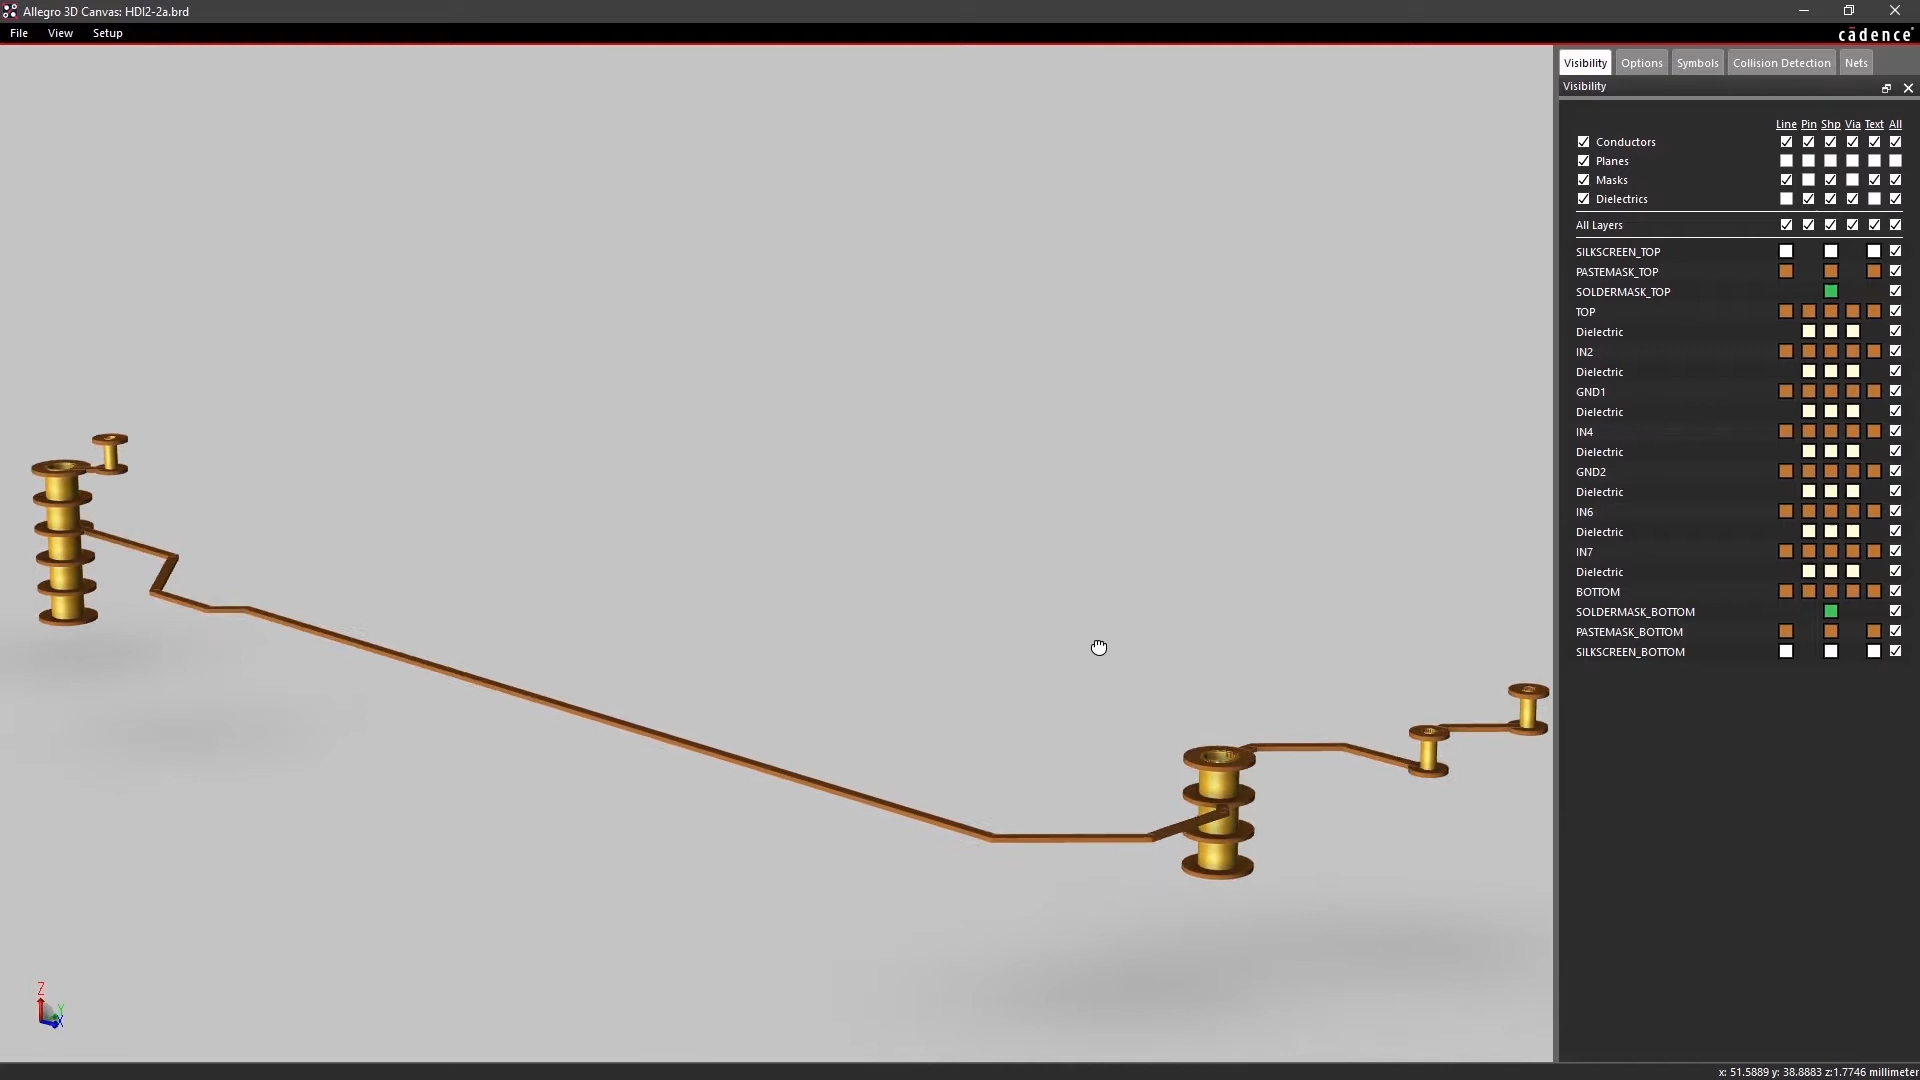 Allegro 3D Canvas: HDI2-2a.brd
File View Setup
cādence®
Visibility Options Symbols Collision Detection Nets
Visibility
Line Pin Shp Via Text All
Conductors
Planes
Masks
Dielectrics
All Layers
SILKSCREEN_TOP
PASTEMASK_TOP
SOLDERMASK_TOP
TOP
Dielectric
IN2
Dielectric
GND1
Dielectric
IN4
Dielectric
GND2
Dielectric
IN6
Dielectric
IN7
Dielectric
BOTTOM
SOLDERMASK_BOTTOM
PASTEMASK_BOTTOM
SILKSCREEN_BOTTOM
Z
Y
X
x: 51.5889 y: 38.8883 z:1.7746 millimeter